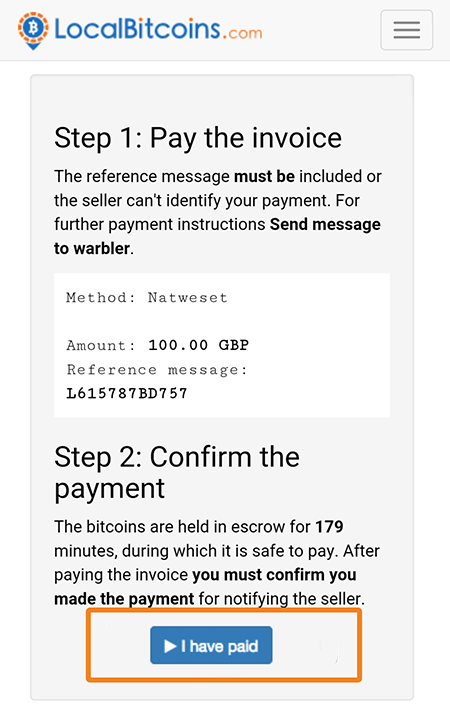 LocalBitcoins.com
Step 1: Pay the invoice
The reference message must be included or
the seller can't identify your payment. For
further payment instructions Send message
to warbler.
Method: Natweset
Amount: 100.00 GBP
Reference message:
L615787BD757
Step 2: Confirm the
payment
The bitcoins are held in escrow for 179
minutes, during which it is safe to pay. After
paying the invoice you must confirm you
made the payment for notifying the seller.
I have paid